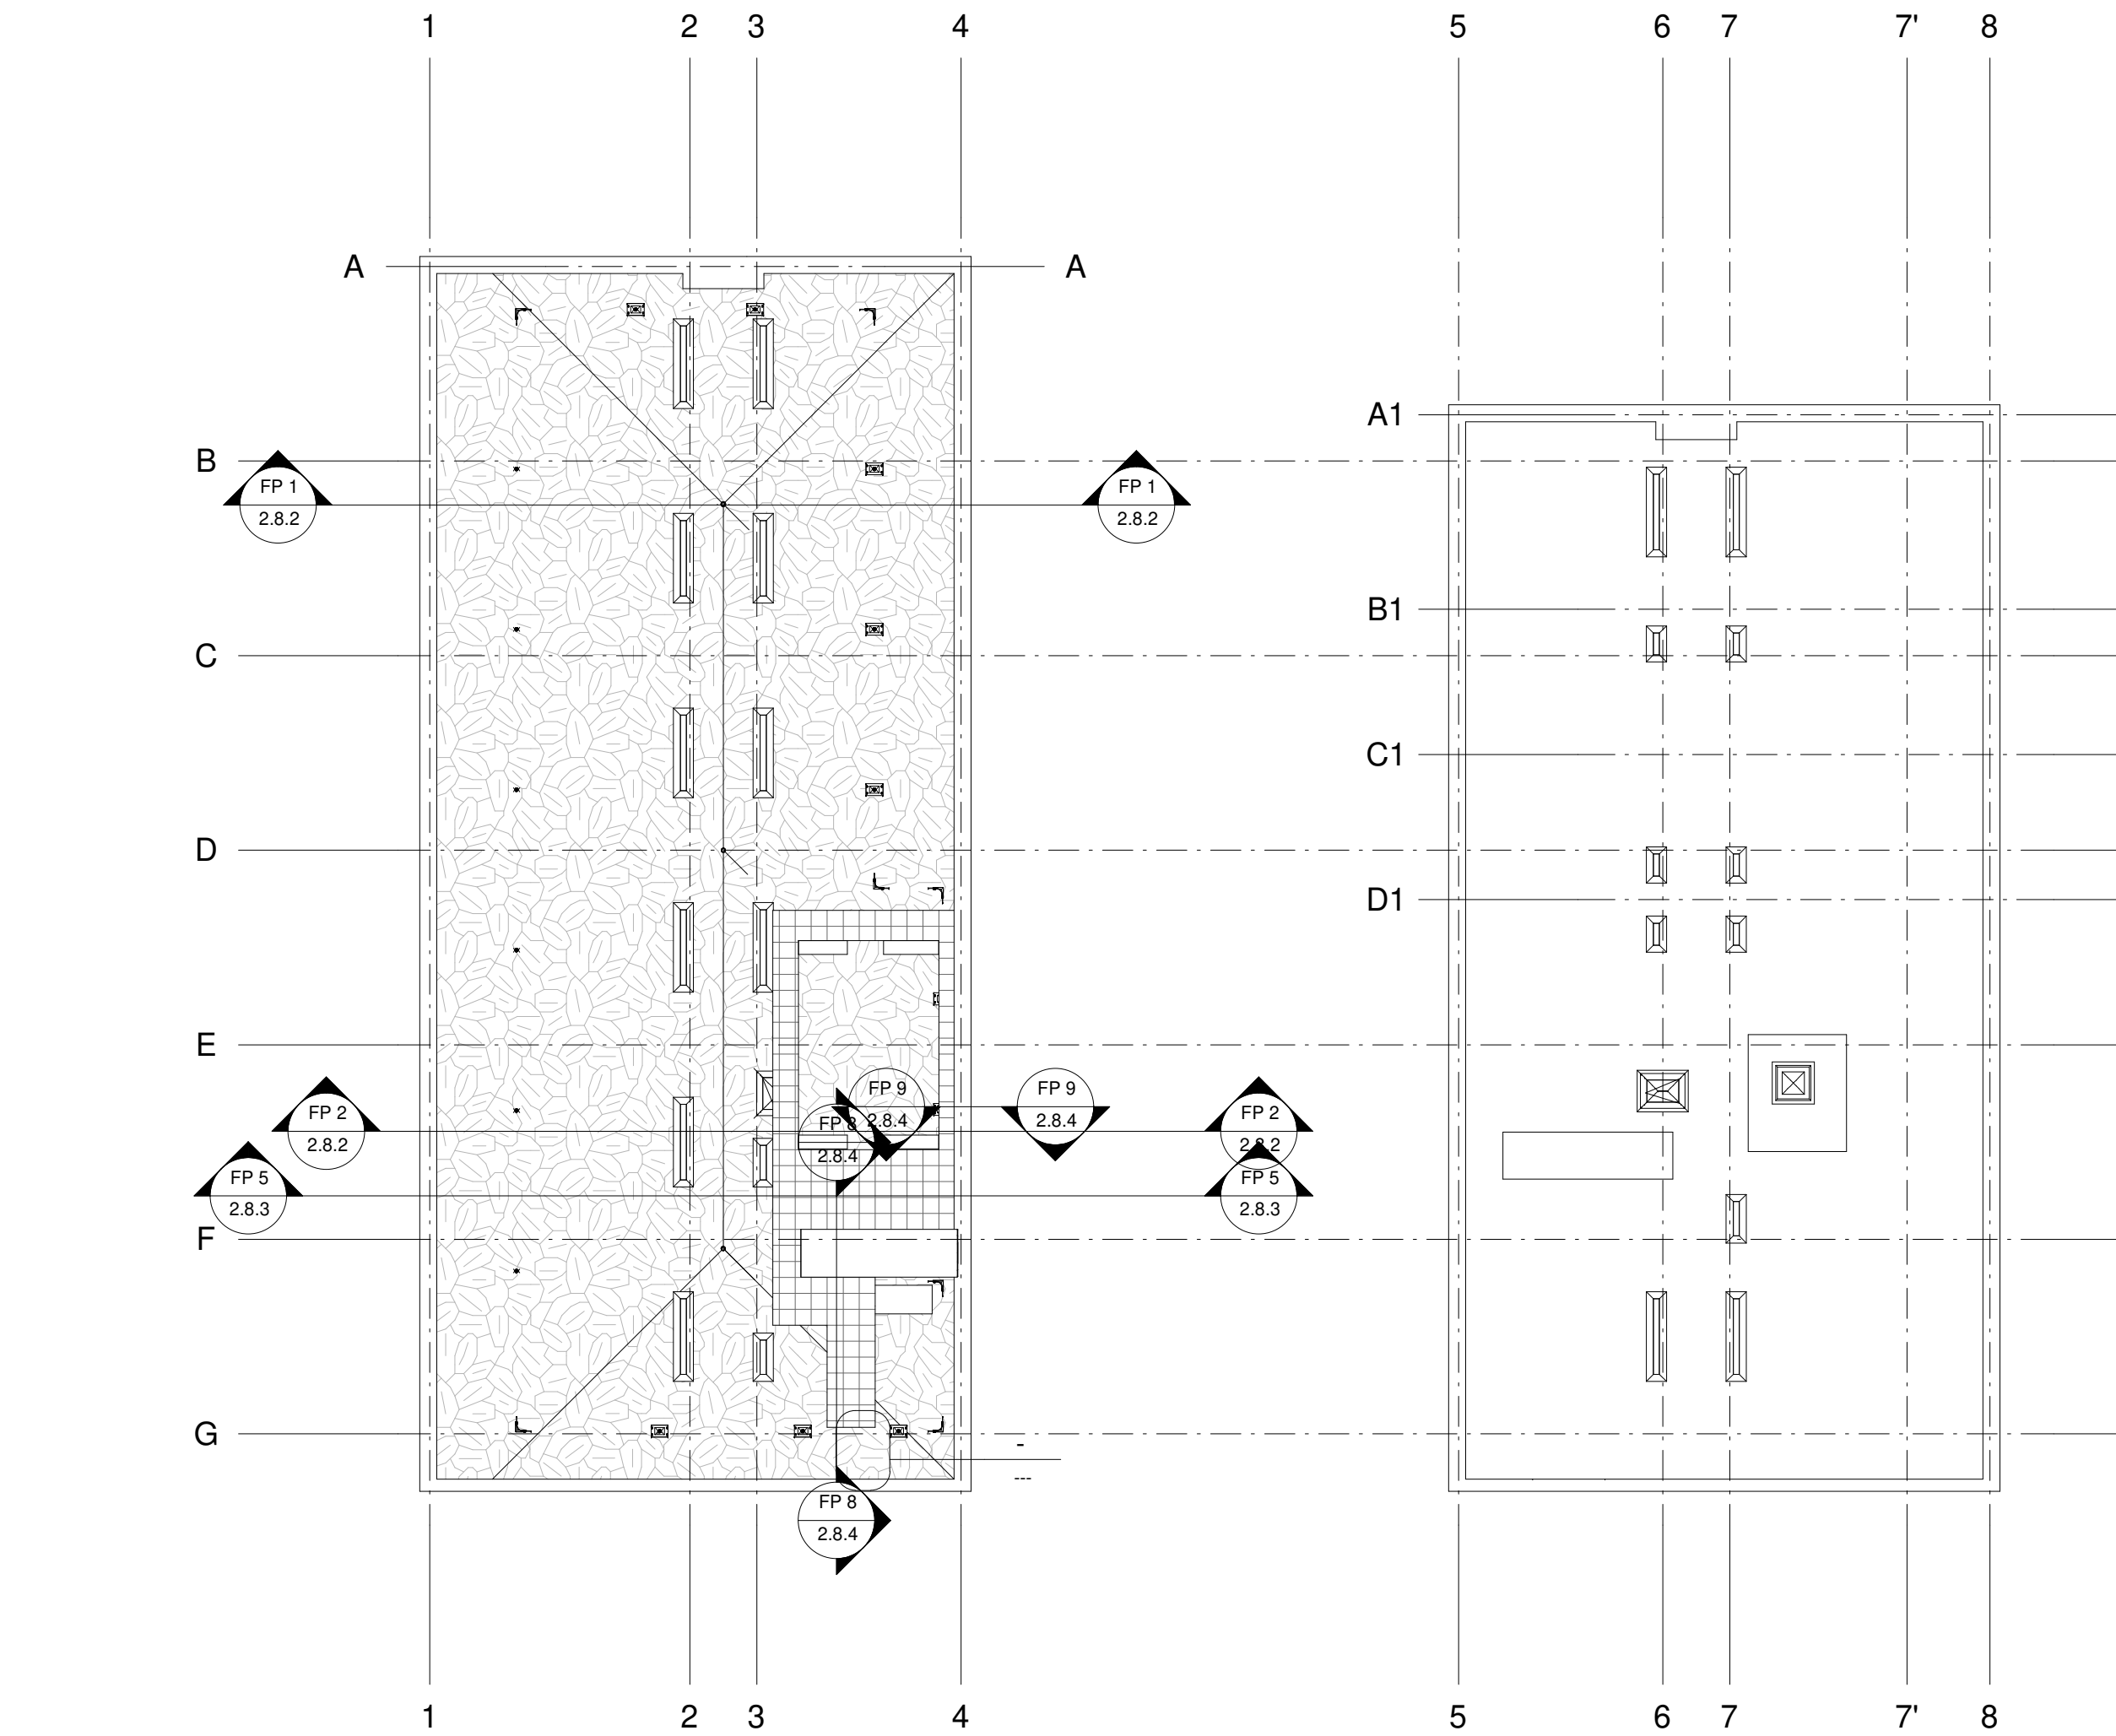 1 2 3 4 5 6 7 7' 8
A A
A1
B
FP 1 FP 1
2.8.2 2.8.2
B1
C
C1
D
D1
E
FP 9 FP 9
2.8.4 2.8.4
FP 2 FP 8 FP 2
2.8.2 2.8.4 2.8.2
FP 5 FP 5
2.8.3 2.8.3
F
G
-
---
FP 8
2.8.4
1 2 3 4 5 6 7 7' 8